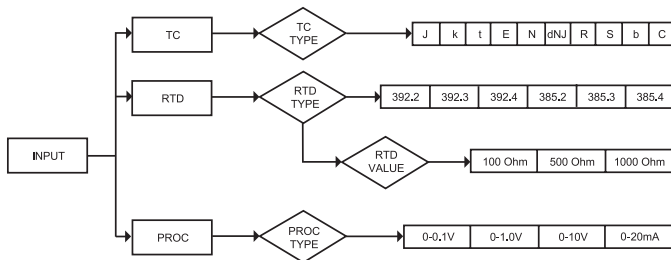 TC
TC
TYPE
J k t E N dNJ R S b C
RTD
RTD
TYPE
392.2 392.3 392.4 385.2 385.3 385.4
INPUT
RTD
VALUE
100 Ohm 500 Ohm 1000 Ohm
PROC
PROC
TYPE
0-0.1V 0-1.0V 0-10V 0-20mA